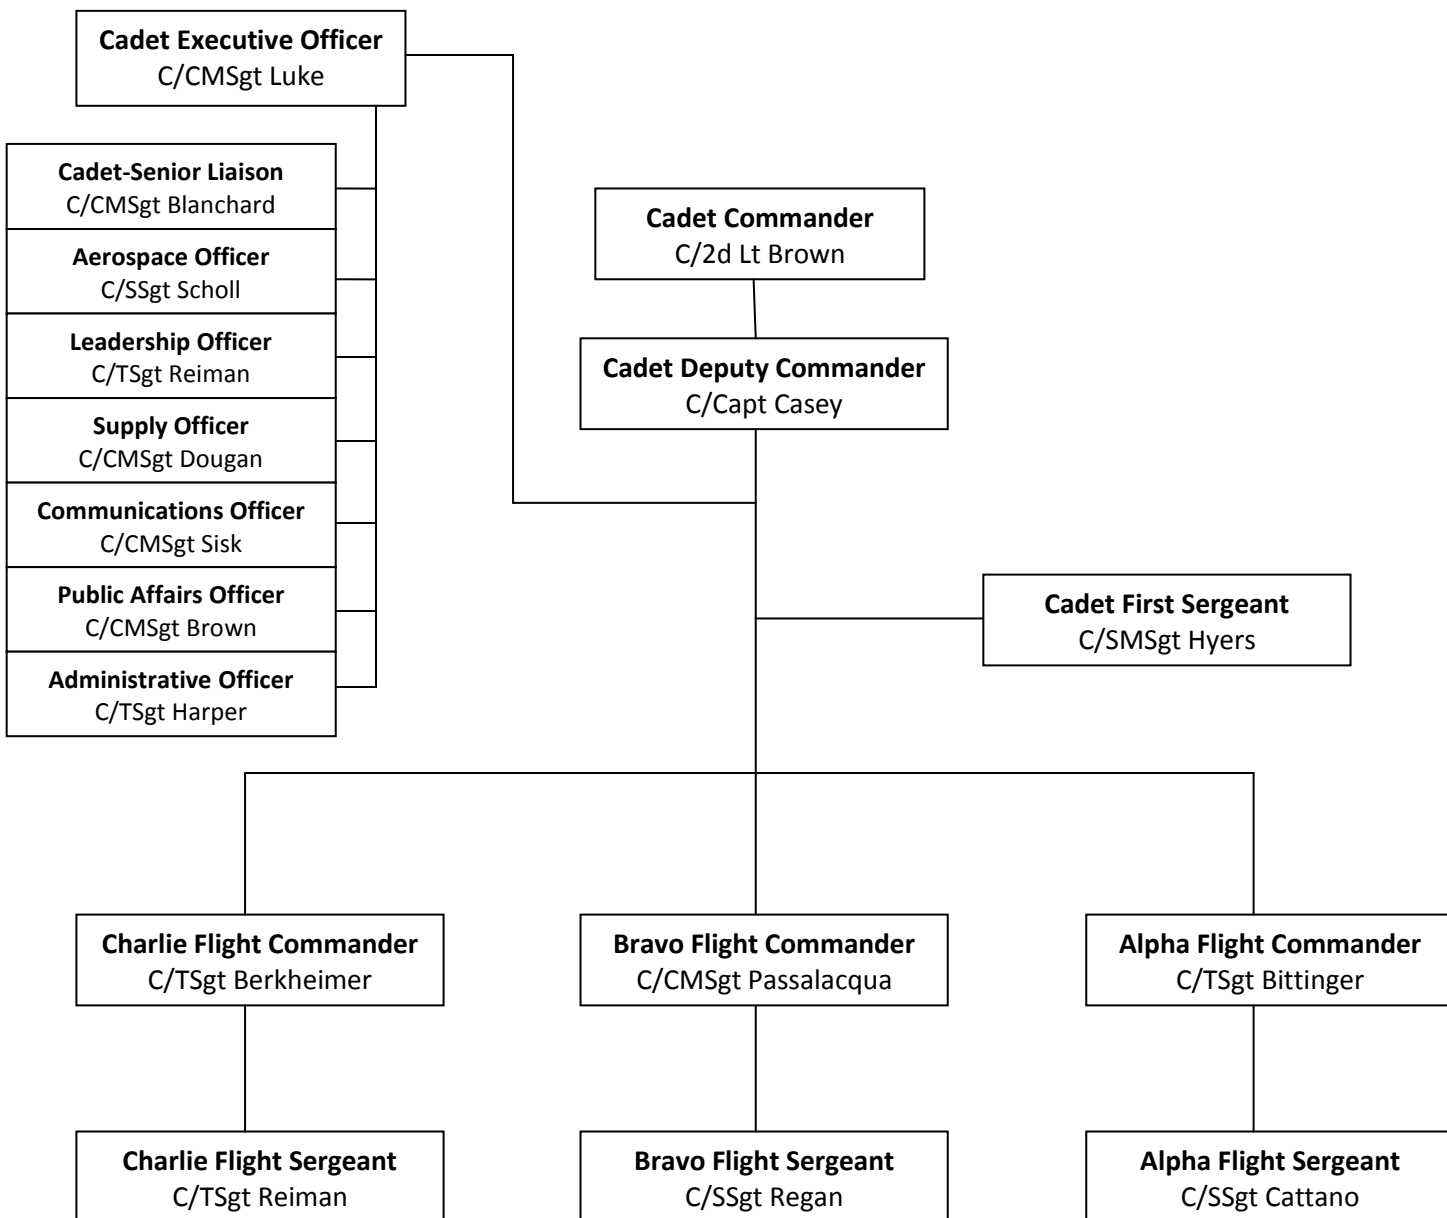 Cadet Executive Officer
C/CMSgt Luke
Cadet-Senior Liaison
C/CMSgt Blanchard
Aerospace Officer
C/SSgt Scholl
Leadership Officer
C/TSgt Reiman
Supply Officer
C/CMSgt Dougan
Communications Officer
C/CMSgt Sisk
Public Affairs Officer
C/CMSgt Brown
Administrative Officer
C/TSgt Harper
Cadet Commander
C/2d Lt Brown
Cadet Deputy Commander
C/Capt Casey
Cadet First Sergeant
C/SMSgt Hyers
Charlie Flight Commander
C/TSgt Berkheimer
Bravo Flight Commander
C/CMSgt Passalacqua
Alpha Flight Commander
C/TSgt Bittinger
Charlie Flight Sergeant
C/TSgt Reiman
Bravo Flight Sergeant
C/SSgt Regan
Alpha Flight Sergeant
C/SSgt Cattano